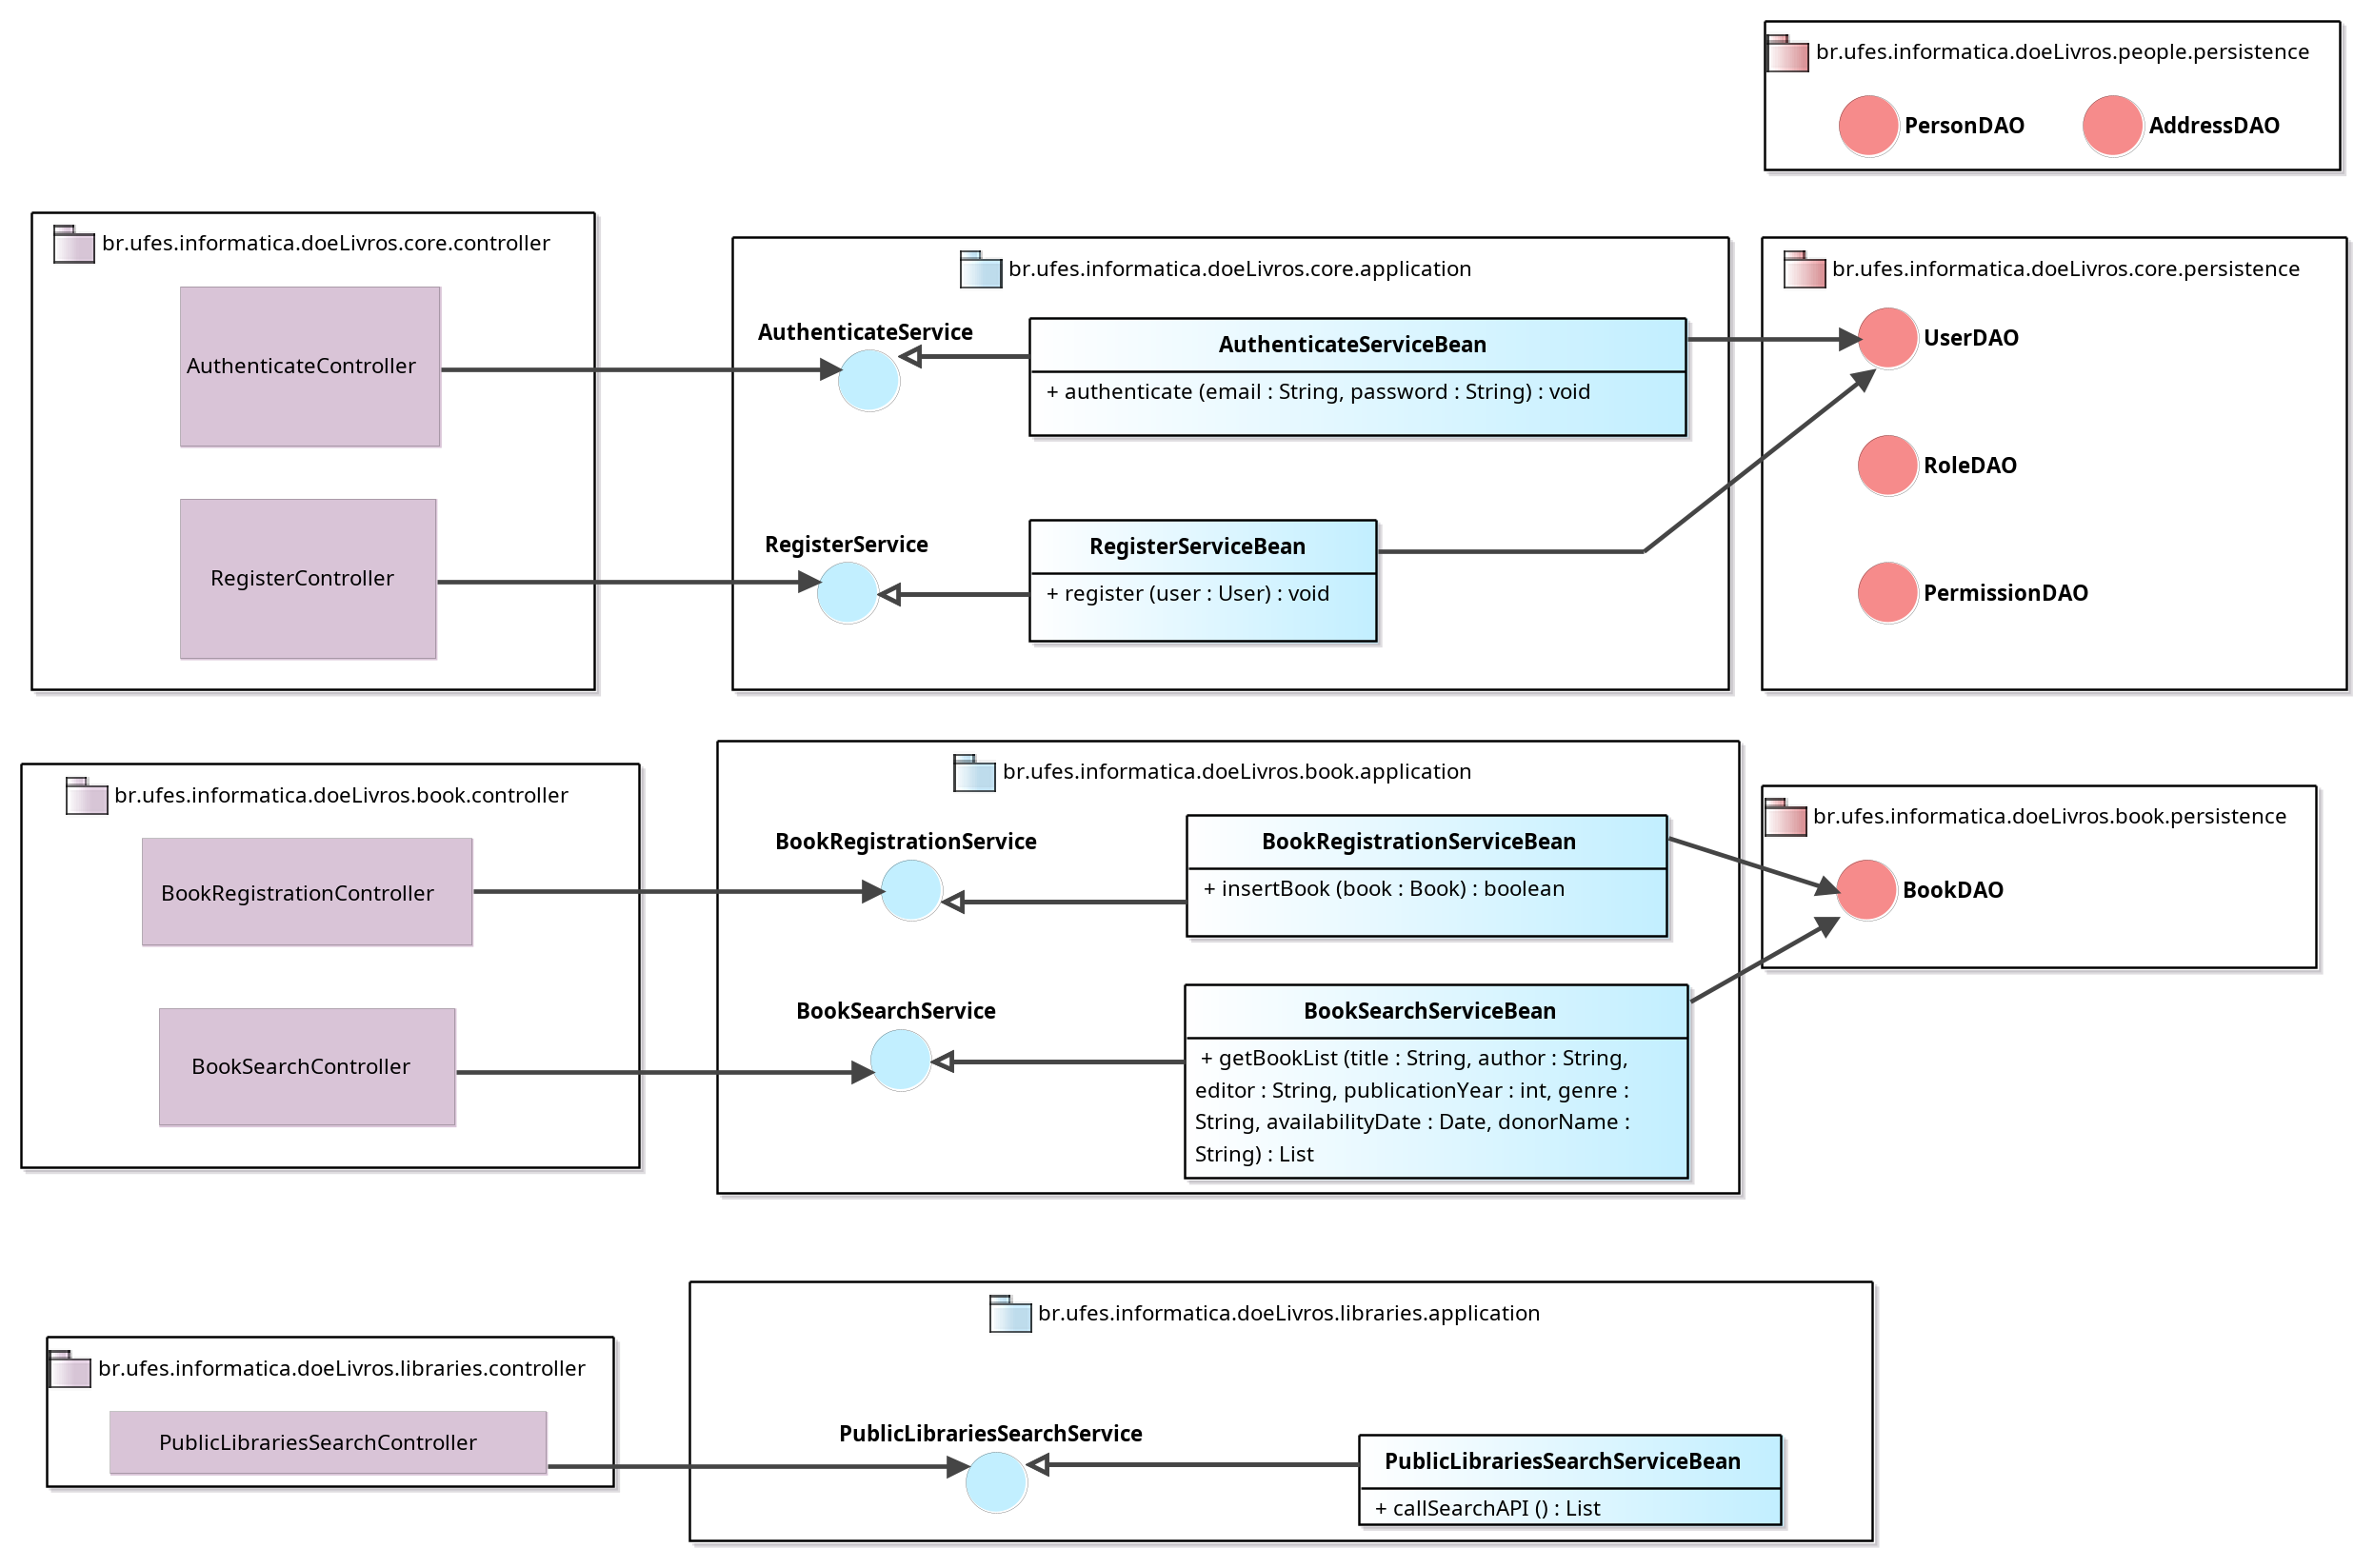 br.ufes.informatica.doeLivros.people.persistence
PersonDAO
AddressDAO
br.ufes.informatica.doeLivros.core.controller
AuthenticateController
RegisterController
br.ufes.informatica.doeLivros.core.application
AuthenticateService
AuthenticateServiceBean
+ authenticate (email : String, password : String) : void
RegisterService
RegisterServiceBean
+ register (user : User) : void
br.ufes.informatica.doeLivros.core.persistence
UserDAO
RoleDAO
PermissionDAO
br.ufes.informatica.doeLivros.book.controller
BookRegistrationController
BookSearchController
br.ufes.informatica.doeLivros.book.application
BookRegistrationService
BookRegistrationServiceBean
+ insertBook (book : Book) : boolean
BookSearchService
BookSearchServiceBean
+ getBookList (title : String, author : String,
editor : String, publicationYear : int, genre :
String, availabilityDate : Date, donorName :
String) : List
br.ufes.informatica.doeLivros.book.persistence
BookDAO
br.ufes.informatica.doeLivros.libraries.controller
PublicLibrariesSearchController
br.ufes.informatica.doeLivros.libraries.application
PublicLibrariesSearchService
PublicLibrariesSearchServiceBean
+ callSearchAPI () : List